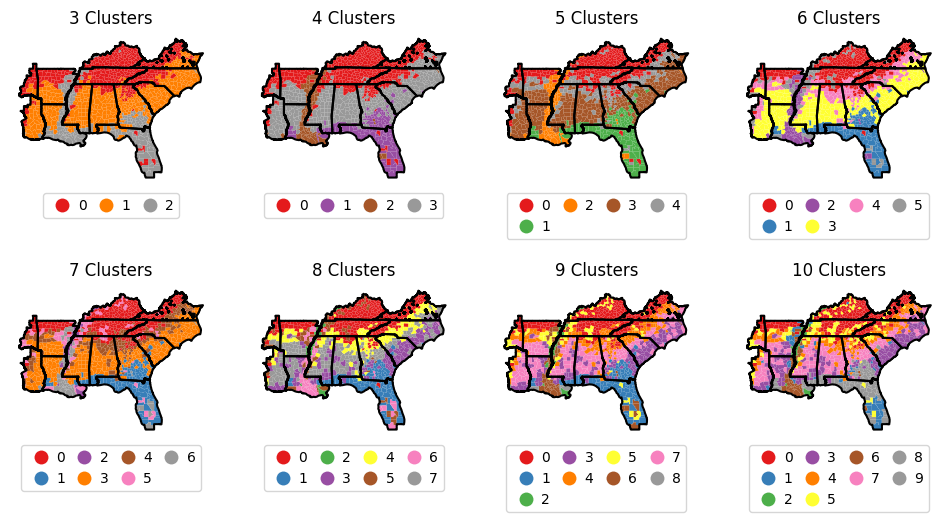 3 Clusters
4 Clusters
5 Clusters
6 Clusters
0 1 2
0 1 2 3
0 2 3 4
1
0 2 4 5
1 3
7 Clusters
8 Clusters
9 Clusters
10 Clusters
0 2 4 6
1 3 5
0 2 4 6
1 3 5 7
0 3 5 7
1 4 6 8
2
0 3 6 8
1 4 7 9
2 5